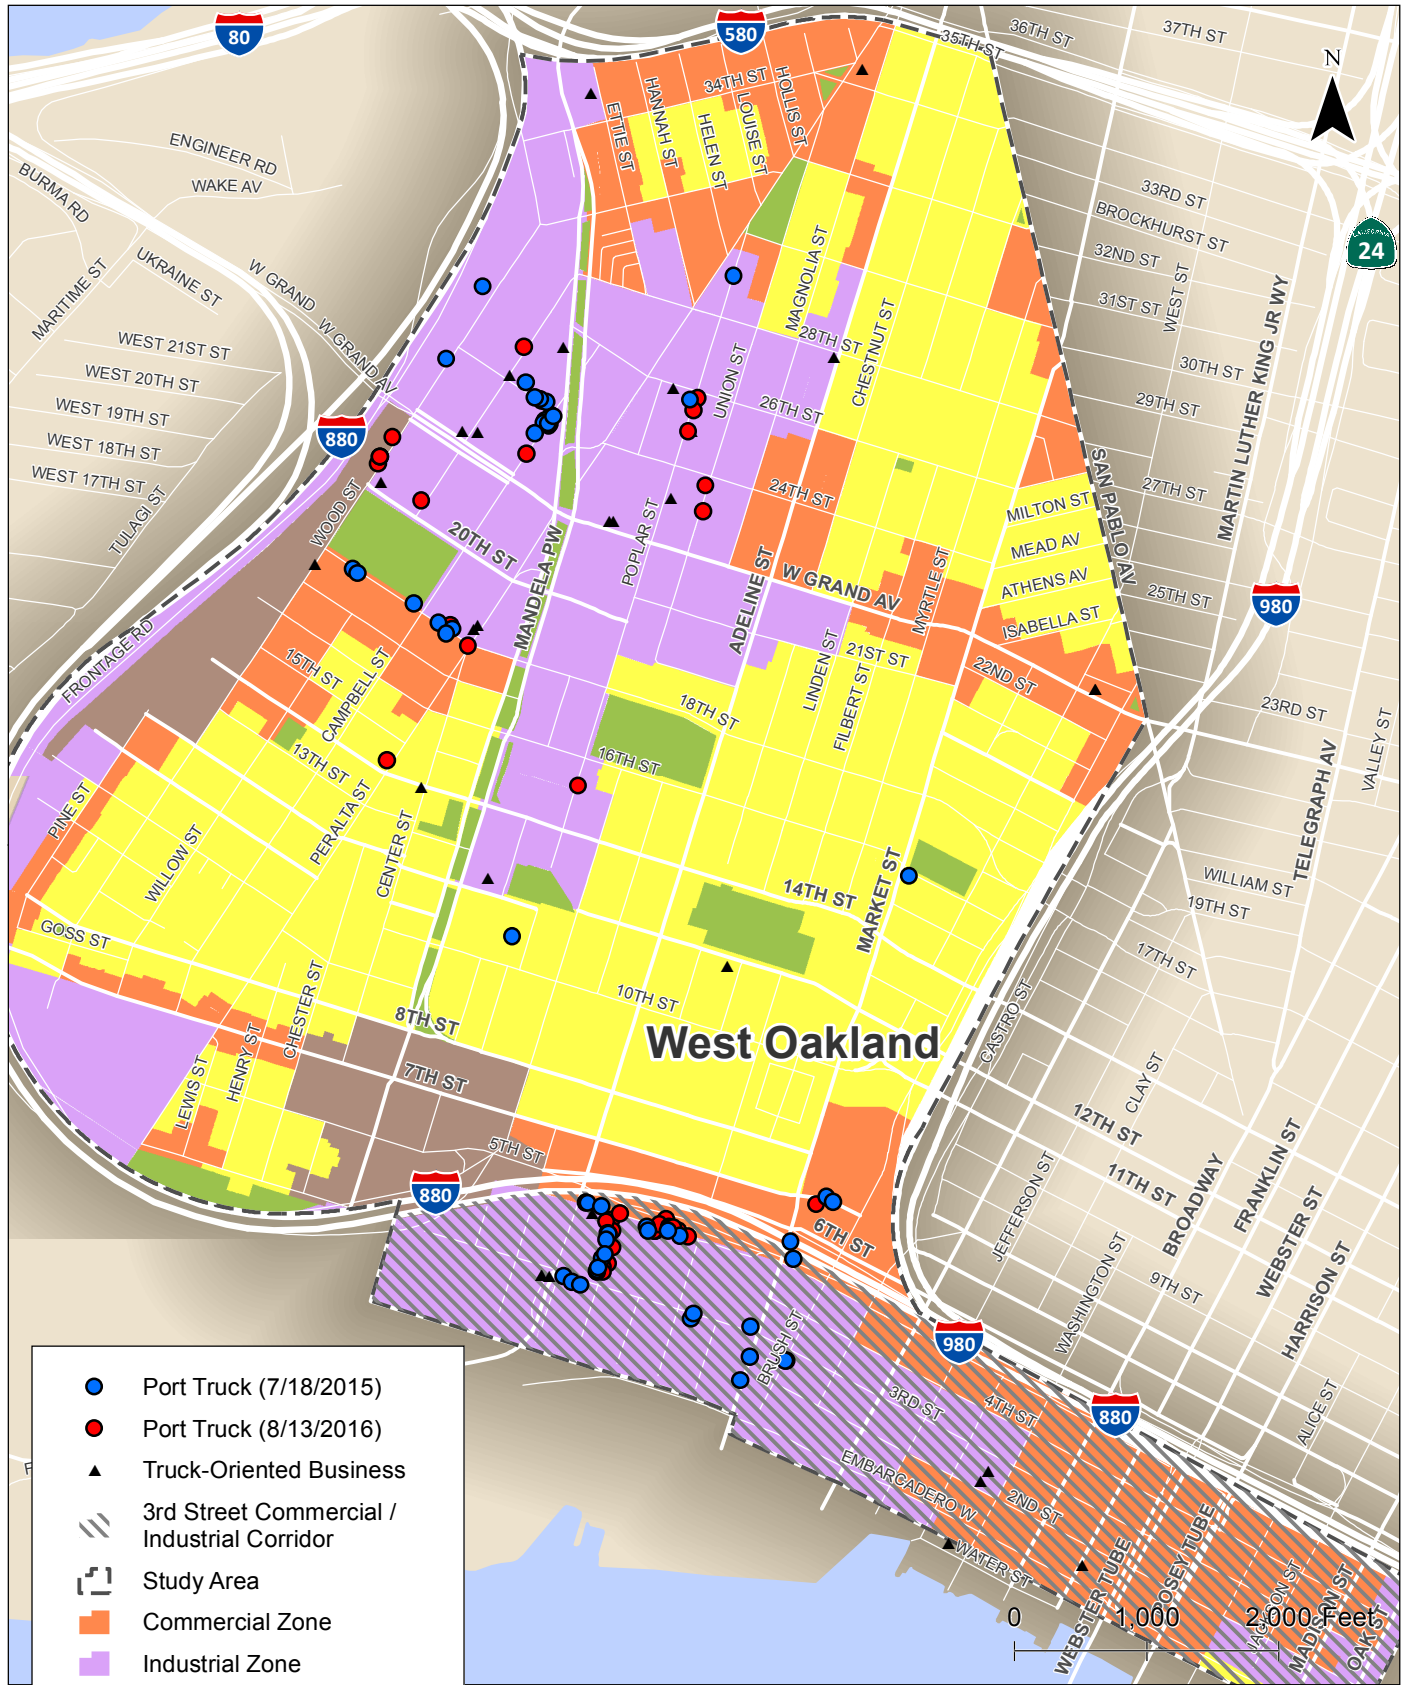 80
580
N
36TH ST
37TH ST
35TH ST
34TH ST
HOLLIS ST
LOUISE ST
HELEN ST
HANNAH ST
ETTIE ST
ENGINEER RD
WAKE AV
BURMA RD
33RD ST
BROCKHURST ST
32ND ST
24
UKRAINE ST
W GRAND
W GRAND AV
MARITIME ST
MAGNOLIA ST
31ST ST
WEST ST
MARTIN LUTHER KING JR WY
WEST 21ST ST
WEST 20TH ST
WEST 19TH ST
WEST 18TH ST
WEST 17TH ST
TULAGI ST
28TH ST
CHESTNUT ST
UNION ST
26TH ST
30TH ST
29TH ST
880
WOOD ST
24TH ST
27TH ST
SAN PABLO AV
MILTON ST
MEAD AV
ATHENS AV
ISABELLA ST
25TH ST
980
20TH ST
MANDELA PW
POPLAR ST
ADELINE ST
W GRAND AV
MYRTLE ST
FRONTAGE RD
15TH ST
CAMPBELL ST
LINDEN ST
21ST ST
FILBERT ST
22ND ST
23RD ST
VALLEY ST
TELEGRAPH AV
18TH ST
16TH ST
13TH ST
PINE ST
WILLOW ST
PERALTA ST
CENTER ST
14TH ST
MARKET ST
WILLIAM ST
19TH ST
17TH ST
GOSS ST
CHESTER ST
8TH ST
10TH ST
West Oakland
CASTRO ST
LEWIS ST
HENRY ST
7TH ST
5TH ST
CLAY ST
12TH ST
11TH ST
JEFFERSON ST
BROADWAY
FRANKLIN ST
WEBSTER ST
HARRISON ST
880
6TH ST
WASHINGTON ST
9TH ST
980
BRUSH ST
3RD ST
4TH ST
880
ALICE ST
EMBARCADERO W
2ND ST
WATER ST
WEBSTER TUBE
POSEY TUBE
JACKSON ST
MADISON ST
OAK ST
0
1,000
2,000 Feet
Port Truck (7/18/2015)
Port Truck (8/13/2016)
Truck-Oriented Business
3rd Street Commercial /
Industrial Corridor
Study Area
Commercial Zone
Industrial Zone